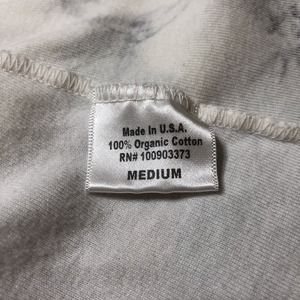 Made In U.S.A.
100% Organic Cotton
RN# 100903373
MEDIUM